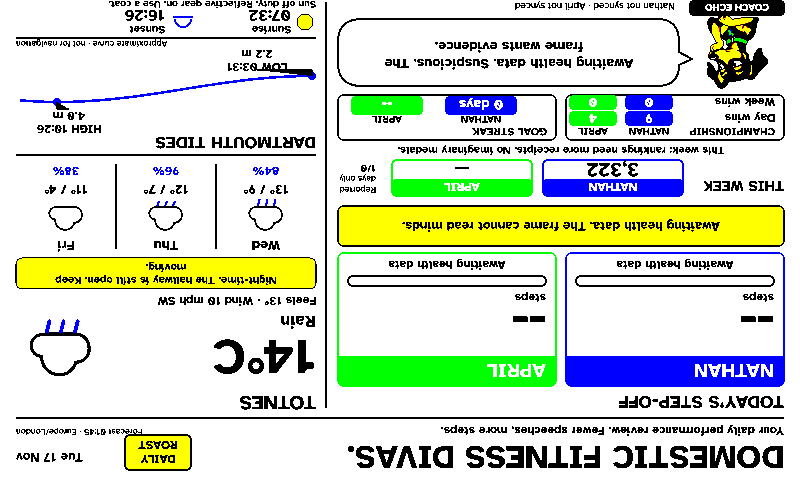 DOMESTIC FITNESS DIVAS.
Your daily performance review. Fewer speeches, more steps.
DAILY
ROAST
Tue 17 Nov
Forecast 01:45 · Europe/London
TODAY'S STEP-OFF
NATHAN
---
steps
Awaiting health data
APRIL
---
steps
Awaiting health data
Awaiting health data. The frame cannot read minds.
THIS WEEK
NATHAN
3,322
APRIL
—
Reported
days only
1/0
This week: rankings need more receipts. No imaginary medals.
CHAMPIONSHIP
NATHAN
APRIL
Day wins
9
4
Week wins
0
0
GOAL STREAK
NATHAN
0 days
APRIL
--
COACH ECHO
Awaiting health data. Suspicious. The
frame wants evidence.
Nathan not synced · April not synced
TOTNES
14°C
Rain
Feels 13° · Wind 10 mph SW
Night-time. The hallway is still open. Keep
moving.
Wed
13° / 9°
84%
Thu
12° / 7°
96%
Fri
11° / 4°
38%
DARTMOUTH TIDES
LOW 03:31
2.2 m
HIGH 10:26
4.0 m
Approximate curve · not for navigation
Sunrise
07:32
Sunset
16:26
Sun off duty. Reflective gear on. Use a coat.